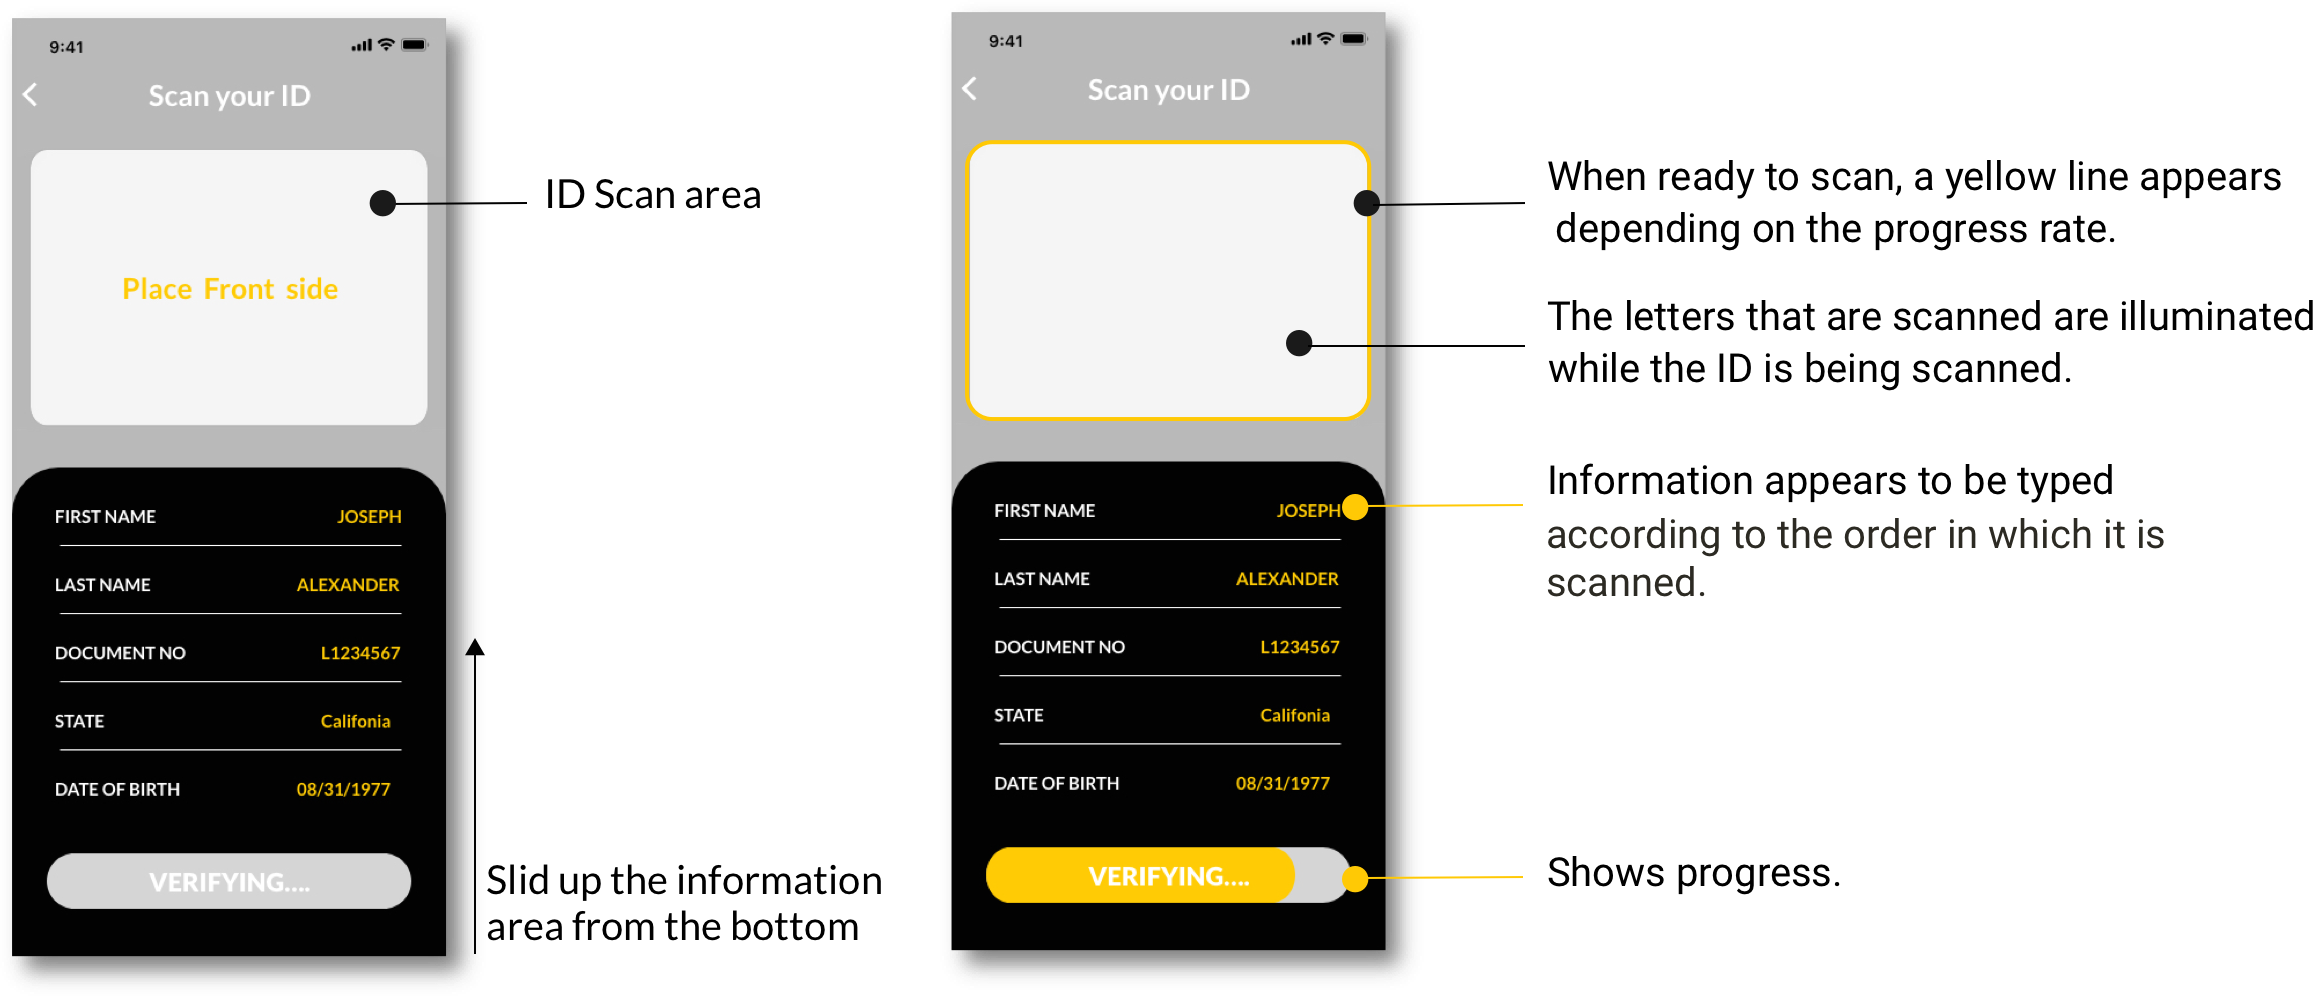 9:41
Scan your ID
Place Front side
FIRST NAME JOSEPH
LAST NAME ALEXANDER
DOCUMENT NO L1234567
STATE Califonia
DATE OF BIRTH 08/31/1977
VERIFYING....
ID Scan area
Slid up the information
area from the bottom
9:41
Scan your ID
FIRST NAME JOSEPH
LAST NAME ALEXANDER
DOCUMENT NO L1234567
STATE Califonia
DATE OF BIRTH 08/31/1977
VERIFYING....
When ready to scan, a yellow line appears
depending on the progress rate.
The letters that are scanned are illuminated
while the ID is being scanned.
Information appears to be typed
according to the order in which it is
scanned.
Shows progress.